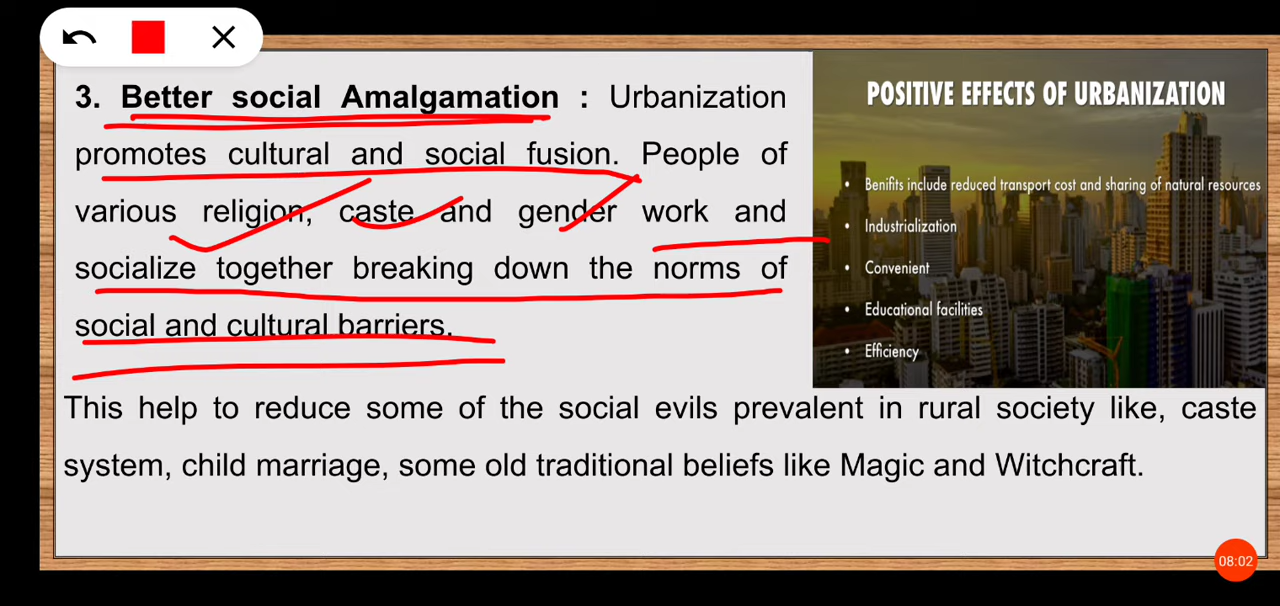 3. Better social Amalgamation : Urbanization
promotes cultural and social fusion. People of
various religion, caste and gender work and
socialize together breaking down the norms of
social and cultural barriers.
This help to reduce some of the social evils prevalent in rural society like, caste
system, child marriage, some old traditional beliefs like Magic and Witchcraft.
POSITIVE EFFECTS OF URBANIZATION
• Benifits include reduced transport cost and sharing of natural resources
• Industrialization
• Convenient
• Educational facilities
• Efficiency
08:02